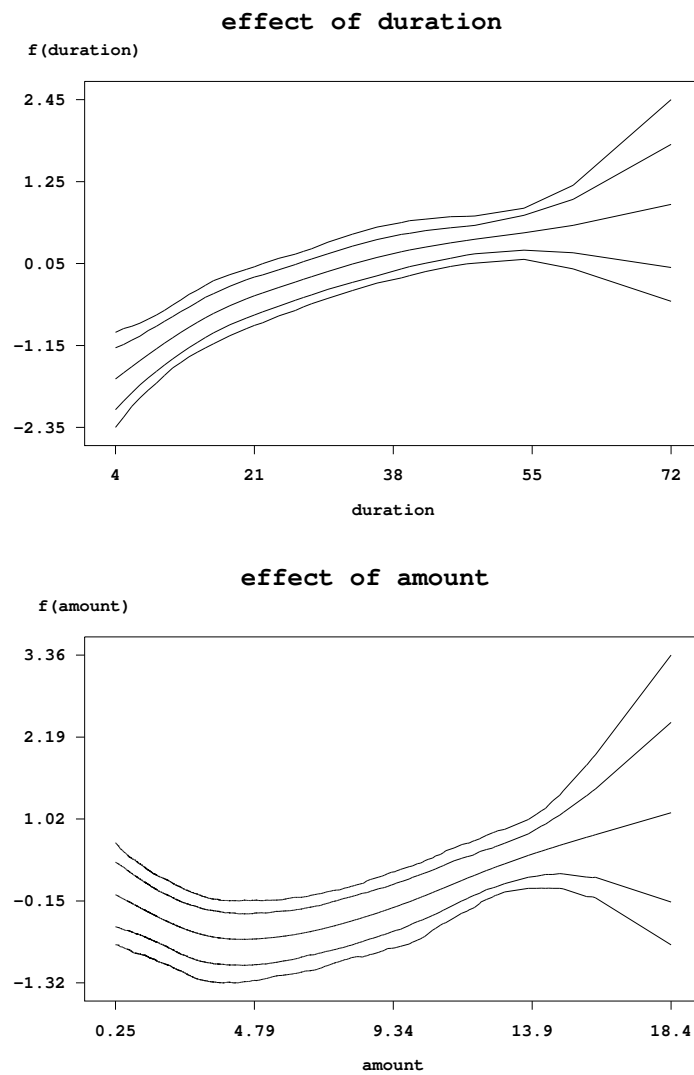 effect of duration
f(duration)
2.45
1.25
0.05
-1.15
-2.35
4 21 38 55 72
duration
effect of amount
f(amount)
3.36
2.19
1.02
-0.15
-1.32
0.25 4.79 9.34 13.9 18.4
amount